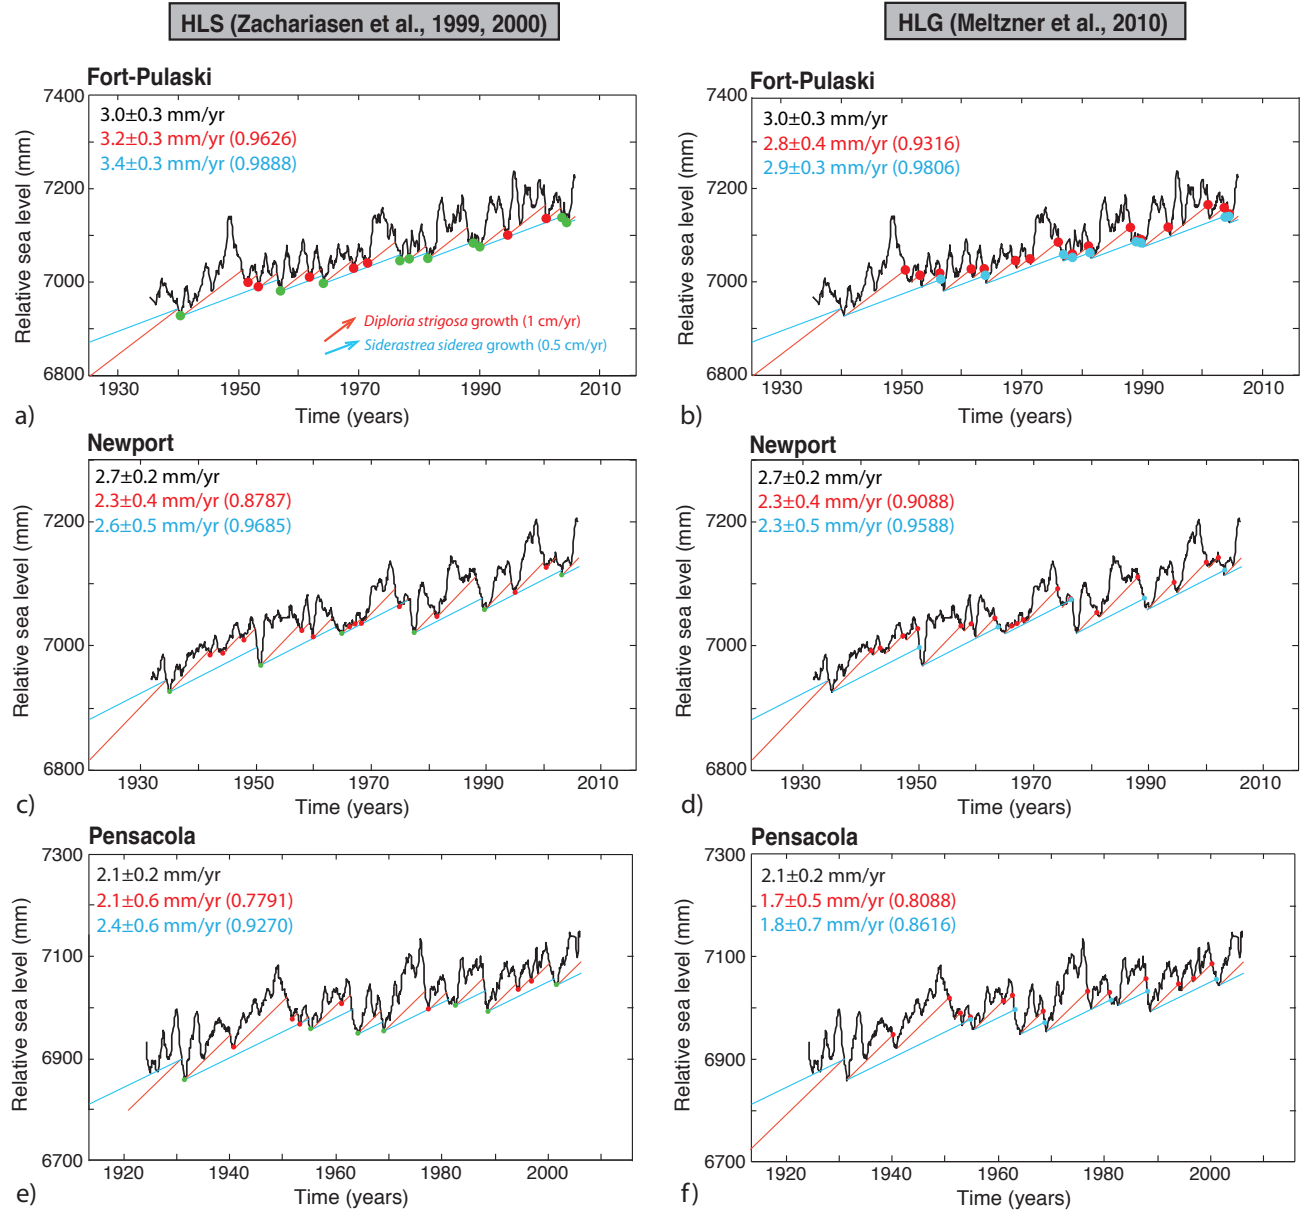 HLS (Zachariasen et al., 1999, 2000)
HLG (Meltzner et al., 2010)
Fort-Pulaski
7400
7200
7000
6800
Relative sea level (mm)
3.0±0.3 mm/yr
3.2±0.3 mm/yr (0.9626)
3.4±0.3 mm/yr (0.9888)
Diploria strigosa growth (1 cm/yr)
Siderastrea siderea growth (0.5 cm/yr)
1930 1950 1970 1990 2010
Time (years)
a)
Fort-Pulaski
7400
7200
7000
6800
Relative sea level (mm)
3.0±0.3 mm/yr
2.8±0.4 mm/yr (0.9316)
2.9±0.3 mm/yr (0.9806)
1930 1950 1970 1990 2010
Time (years)
b)
Newport
7200
7000
6800
Relative sea level (mm)
2.7±0.2 mm/yr
2.3±0.4 mm/yr (0.8787)
2.6±0.5 mm/yr (0.9685)
1930 1950 1970 1990 2010
Time (years)
c)
Newport
7200
7000
6800
Relative sea level (mm)
2.7±0.2 mm/yr
2.3±0.4 mm/yr (0.9088)
2.3±0.5 mm/yr (0.9588)
1930 1950 1970 1990 2010
Time (years)
d)
Pensacola
7300
7100
6900
6700
Relative sea level (mm)
2.1±0.2 mm/yr
2.1±0.6 mm/yr (0.7791)
2.4±0.6 mm/yr (0.9270)
1920 1940 1960 1980 2000
Time (years)
e)
Pensacola
7300
7100
6900
6700
Relative sea level (mm)
2.1±0.2 mm/yr
1.7±0.5 mm/yr (0.8088)
1.8±0.7 mm/yr (0.8616)
1920 1940 1960 1980 2000
Time (years)
f)